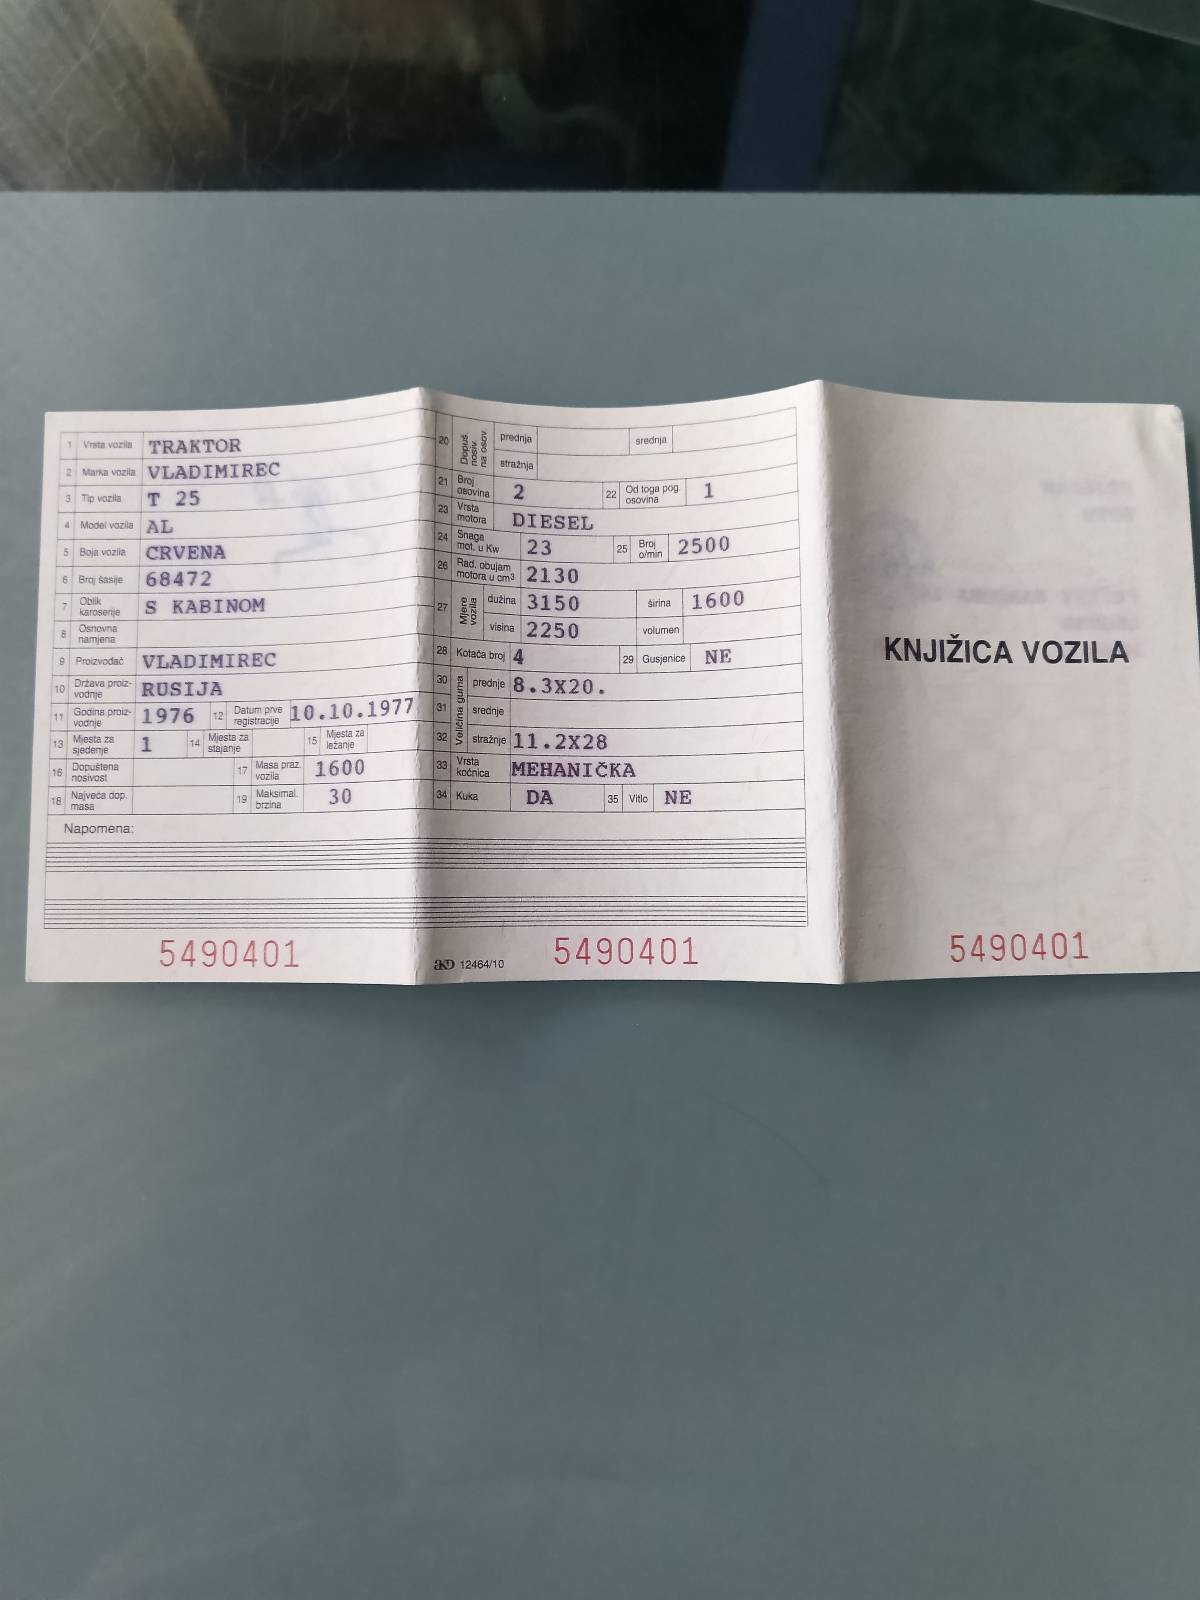 1 Vrsta vozila TRAKTOR
2 Marka vozila VLADIMIREC
3 Tip vozila T 25
4 Model vozila AL
5 Boja vozila CRVENA
6 Broj šasije 68472
7 Oblik karoserije S KABINOM
8 Osnovna namjena
9 Proizvođač VLADIMIREC
10 Država proiz-vodnje RUSIJA
11 Godina proiz-vodnje 1976 12 Datum prve registracije 10.10.1977
13 Mjesta za sjedenje 1 14 Mjesta za stajanje 15 Mjesta za ležanje
16 Dopuštena nosivost 17 Masa praz. vozila 1600
18 Najveća dop. masa 19 Maksimal. brzina 30
Napomena:
5490401
20 Dopuš. nosiv. na osov. prednja srednja
stražnja
21 Broj osovina 2 22 Od toga pog. osovina 1
23 Vrsta motora DIESEL
24 Snaga mot. u Kw 23 25 Broj o/min 2500
26 Rad. obujam motora u cm³ 2130
27 Mjere vozila dužina 3150 širina 1600
visina 2250 volumen
28 Kotača broj 4 29 Gusjenice NE
30 Veličina guma prednje 8.3X20.
31 srednje
32 stražnje 11.2X28
33 Vrsta kočnica MEHANIČKA
34 Kuka DA 35 Vitlo NE
12464/10 5490401
KNJIŽICA VOZILA
5490401